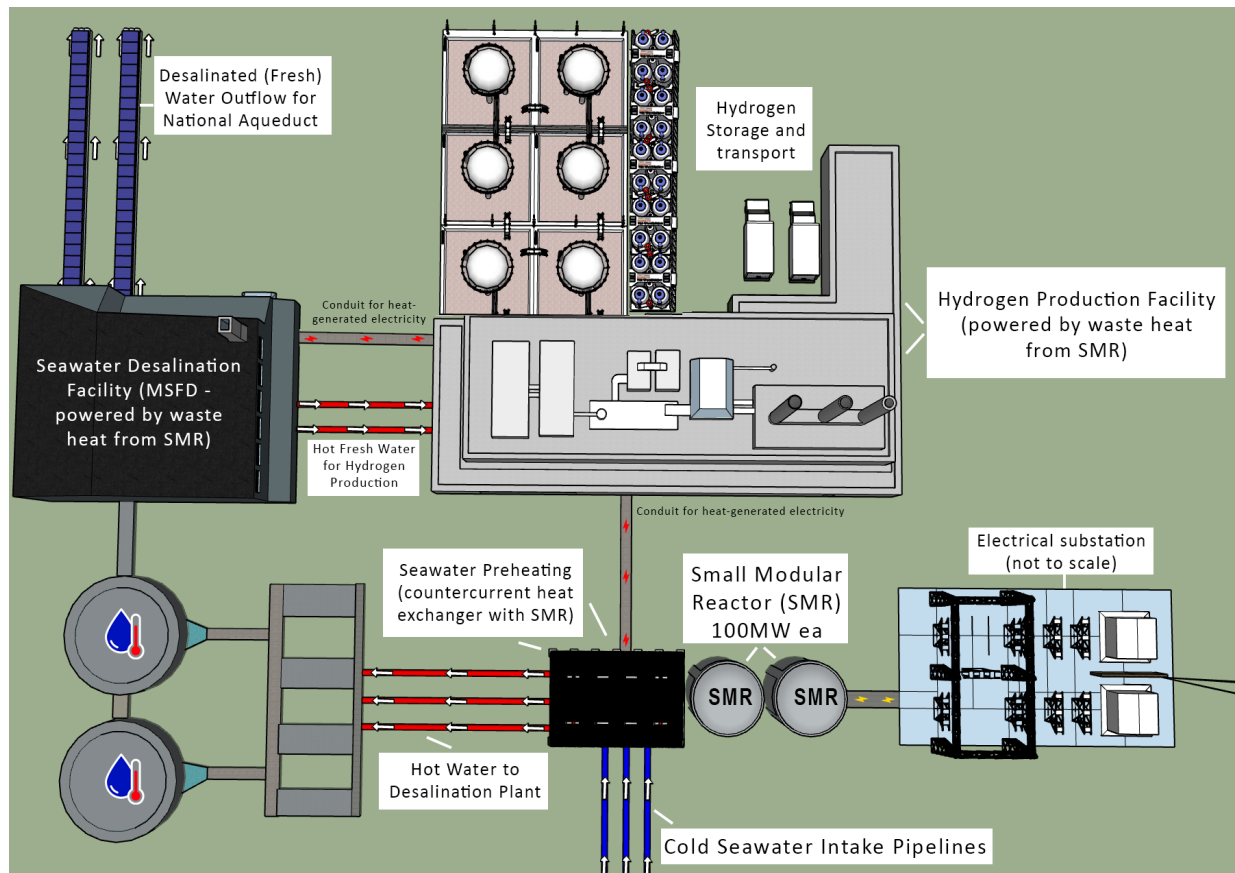 Desalinated (Fresh)
Water Outflow for
National Aqueduct
Hydrogen
Storage and
transport
Conduit for heat-
generated electricity
Hydrogen Production Facility
(powered by waste heat
from SMR)
Seawater Desalination
Facility (MSFD -
powered by waste
heat from SMR)
Hot Fresh Water
for Hydrogen
Production
Conduit for heat-generated electricity
Electrical substation
(not to scale)
Seawater Preheating
(countercurrent heat
exchanger with SMR)
Small Modular
Reactor (SMR)
100MW ea
SMR
SMR
Hot Water to
Desalination Plant
Cold Seawater Intake Pipelines